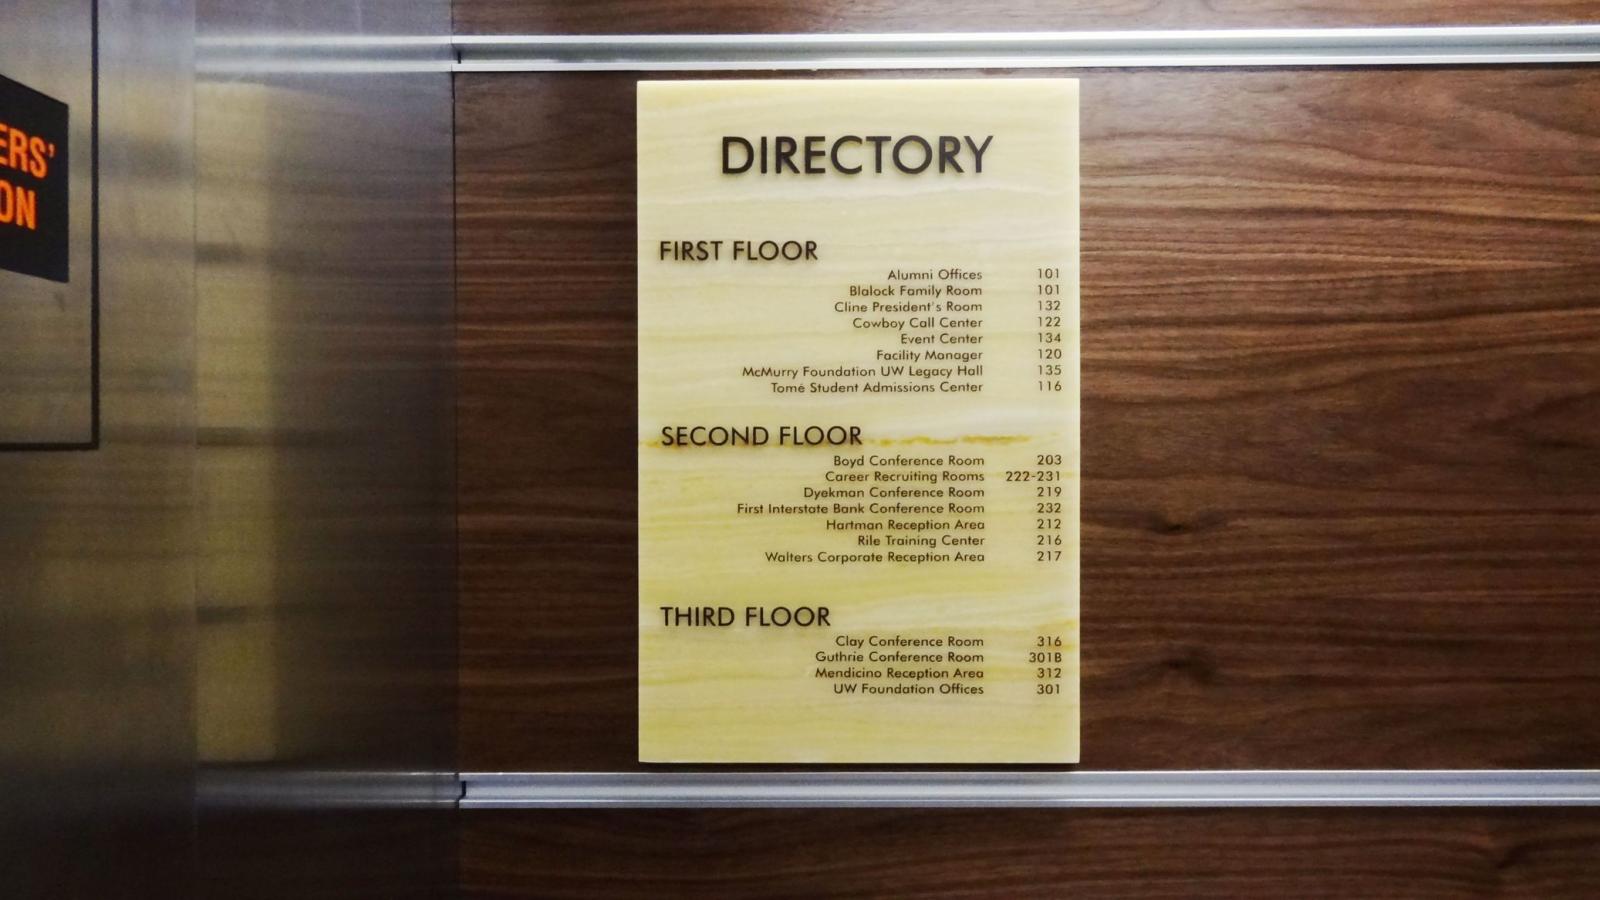 ERS'
ON
DIRECTORY
FIRST FLOOR
Alumni Offices 101
Blalock Family Room 101
Cline President's Room 132
Cowboy Call Center 122
Event Center 134
Facility Manager 120
McMurry Foundation UW Legacy Hall 135
Tomé Student Admissions Center 116
SECOND FLOOR
Boyd Conference Room 203
Career Recruiting Rooms 222-231
Dyekman Conference Room 219
First Interstate Bank Conference Room 232
Hartman Reception Area 212
Rile Training Center 216
Walters Corporate Reception Area 217
THIRD FLOOR
Clay Conference Room 316
Guthrie Conference Room 301B
Mendicino Reception Area 312
UW Foundation Offices 301